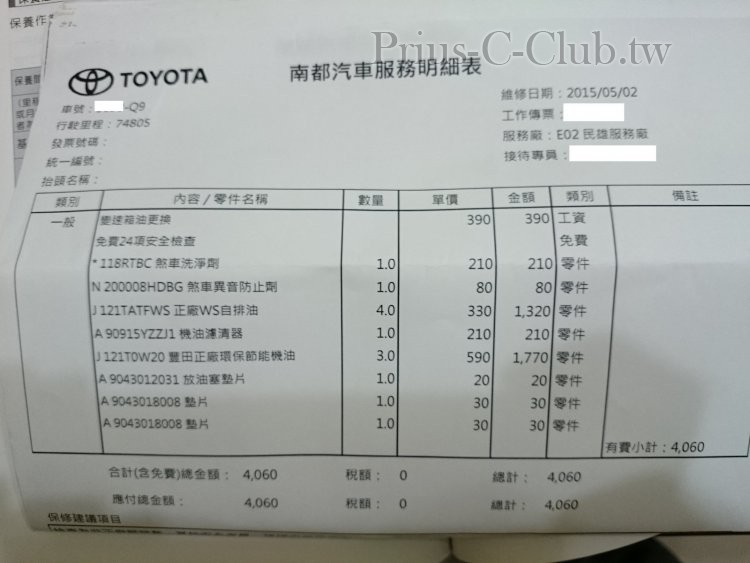 保養作
Prius-C-Club.tw
TOYOTA
南都汽車服務明細表
車號： -Q9
行駛里程：74805
發票號碼：
統一編號：
抬頭名稱：
維修日期：2015/05/02
工作傳票：
服務廠：E02 民雄服務廠
接待專員：
類別 內容 / 零件名稱 數量 單價 金額 類別 備註
一般 變速箱油更換 390 390 工資
免費24項安全檢查 免費
* 11BRTBC 煞車洗淨劑 1.0 210 210 零件
N 200008HDBG 煞車異音防止劑 1.0 80 80 零件
J 121TATFWS 正廠WS自排油 4.0 330 1,320 零件
A 90915YZZJ1 機油濾清器 1.0 210 210 零件
J 121T0W20 豐田正廠環保節能機油 3.0 590 1,770 零件
A 9043012031 放油塞墊片 1.0 20 20 零件
A 9043018008 墊片 1.0 30 30 零件
A 9043018008 墊片 1.0 30 30 零件
有費小計：4,060
合計(含免費)總金額： 4,060 稅額： 0 總計： 4,060
應付總金額： 4,060 稅額： 0 總計： 4,060
保修建議項目